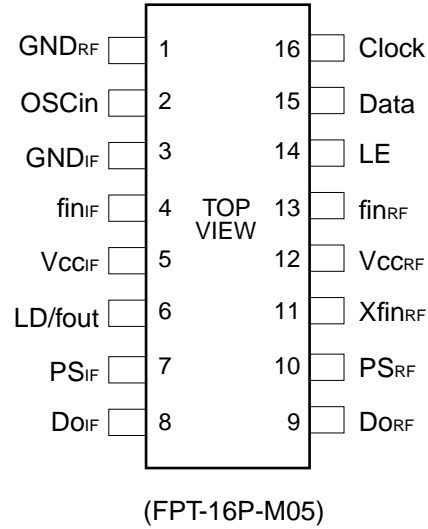 GNDRF 1 16 Clock
OSCin 2 15 Data
GNDIF 3 14 LE
finIF 4 TOP 13 finRF
VIEW
VccIF 5 12 VccRF
LD/fout 6 11 XfinRF
PSIF 7 10 PSRF
DoIF 8 9 DoRF
(FPT-16P-M05)